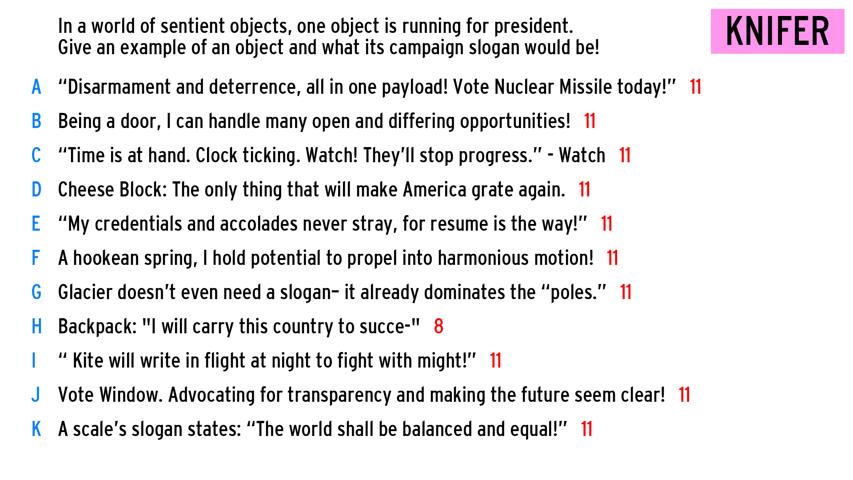 In a world of sentient objects, one object is running for president.
Give an example of an object and what its campaign slogan would be!
KNIFER
A “Disarmament and deterrence, all in one payload! Vote Nuclear Missile today!” 11
B Being a door, I can handle many open and differing opportunities! 11
C “Time is at hand. Clock ticking. Watch! They’ll stop progress.” - Watch 11
D Cheese Block: The only thing that will make America grate again. 11
E “My credentials and accolades never stray, for resume is the way!” 11
F A hookean spring, I hold potential to propel into harmonious motion! 11
G Glacier doesn’t even need a slogan– it already dominates the “poles.” 11
H Backpack: "I will carry this country to succe-" 8
I “ Kite will write in flight at night to fight with might!” 11
J Vote Window. Advocating for transparency and making the future seem clear! 11
K A scale’s slogan states: “The world shall be balanced and equal!” 11